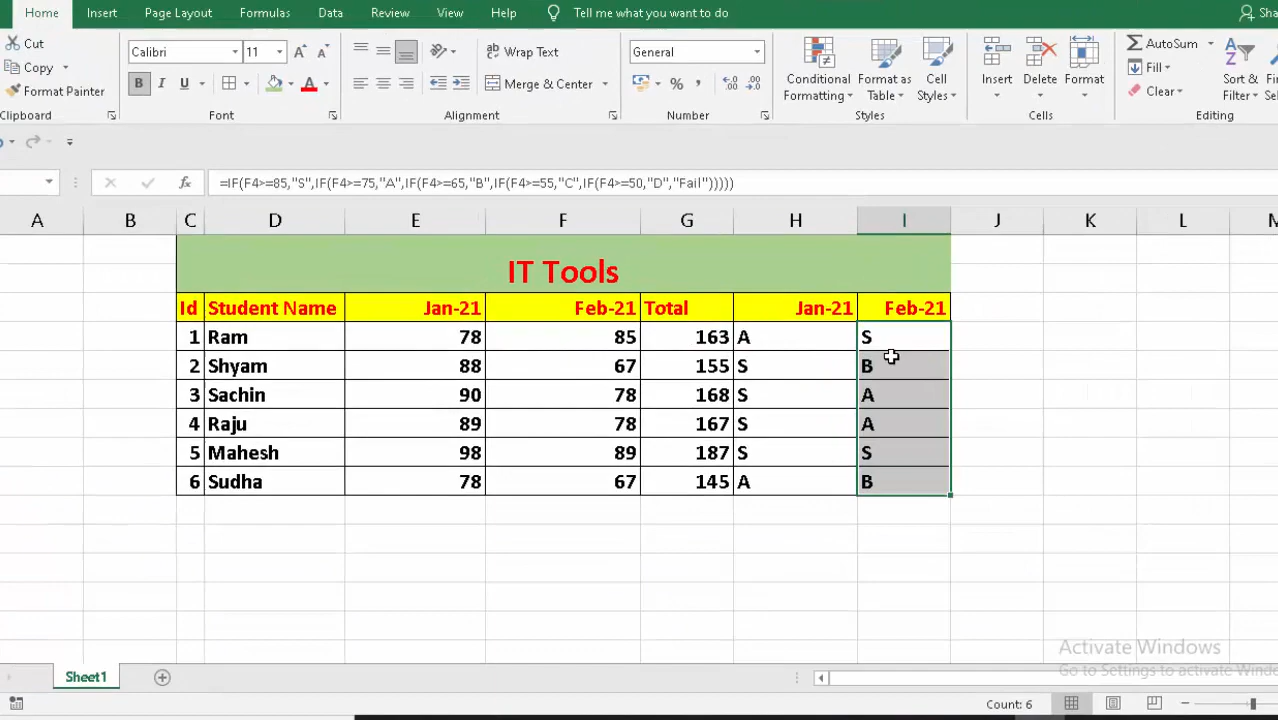 Home Insert Page Layout Formulas Data Review View Help Tell me what you want to do Sha
Cut
Copy
Format Painter
Clipboard
Calibri 11 A A
B I U A
Font
Wrap Text
Merge & Center
Alignment
General
% , .00
Number
Conditional Formatting
Format as Table
Cell Styles
Styles
Insert Delete Format
Cells
AutoSum
Fill
Clear
Sort & Filter
Editing
fx =IF(F4>=85,"S",IF(F4>=75,"A",IF(F4>=65,"B",IF(F4>=55,"C",IF(F4>=50,"D","Fail")))))
A B C D E F G H I J K L M
IT Tools
Id Student Name Jan-21 Feb-21 Total Jan-21 Feb-21
1 Ram 78 85 163 A S
2 Shyam 88 67 155 S B
3 Sachin 90 78 168 S A
4 Raju 89 78 167 S A
5 Mahesh 98 89 187 S S
6 Sudha 78 67 145 A B
Activate Windows
Go to Settings to activate Wind
Sheet1
Count: 6